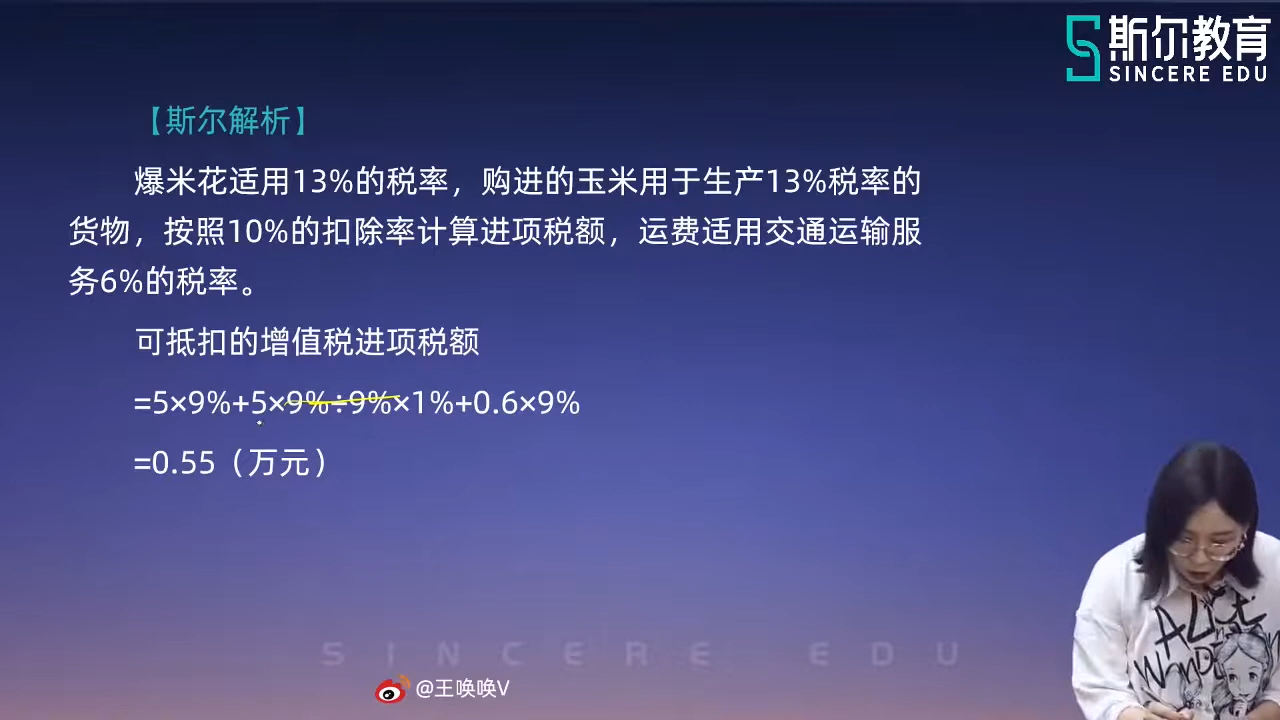 斯尔教育
SINCERE EDU
【斯尔解析】
爆米花适用13%的税率，购进的玉米用于生产13%税率的
货物，按照10%的扣除率计算进项税额，运费适用交通运输服
务6%的税率。
可抵扣的增值税进项税额
=5×9%+5×9%÷9%×1%+0.6×9%
=0.55（万元）
SINCERE EDU
@王唤唤V